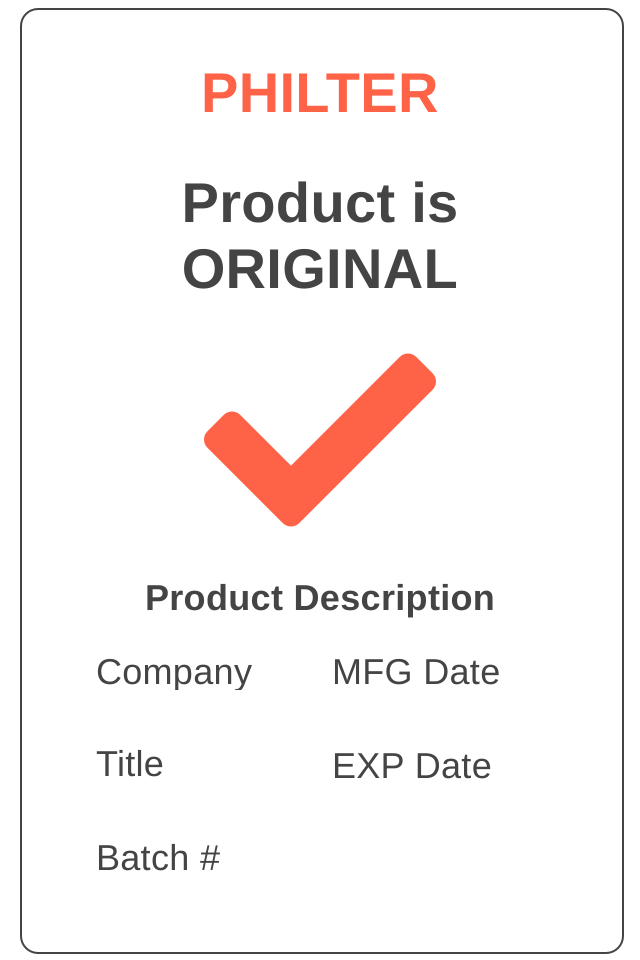 PHILTER
Product is
ORIGINAL
Product Description
Company
MFG Date
Title
EXP Date
Batch #